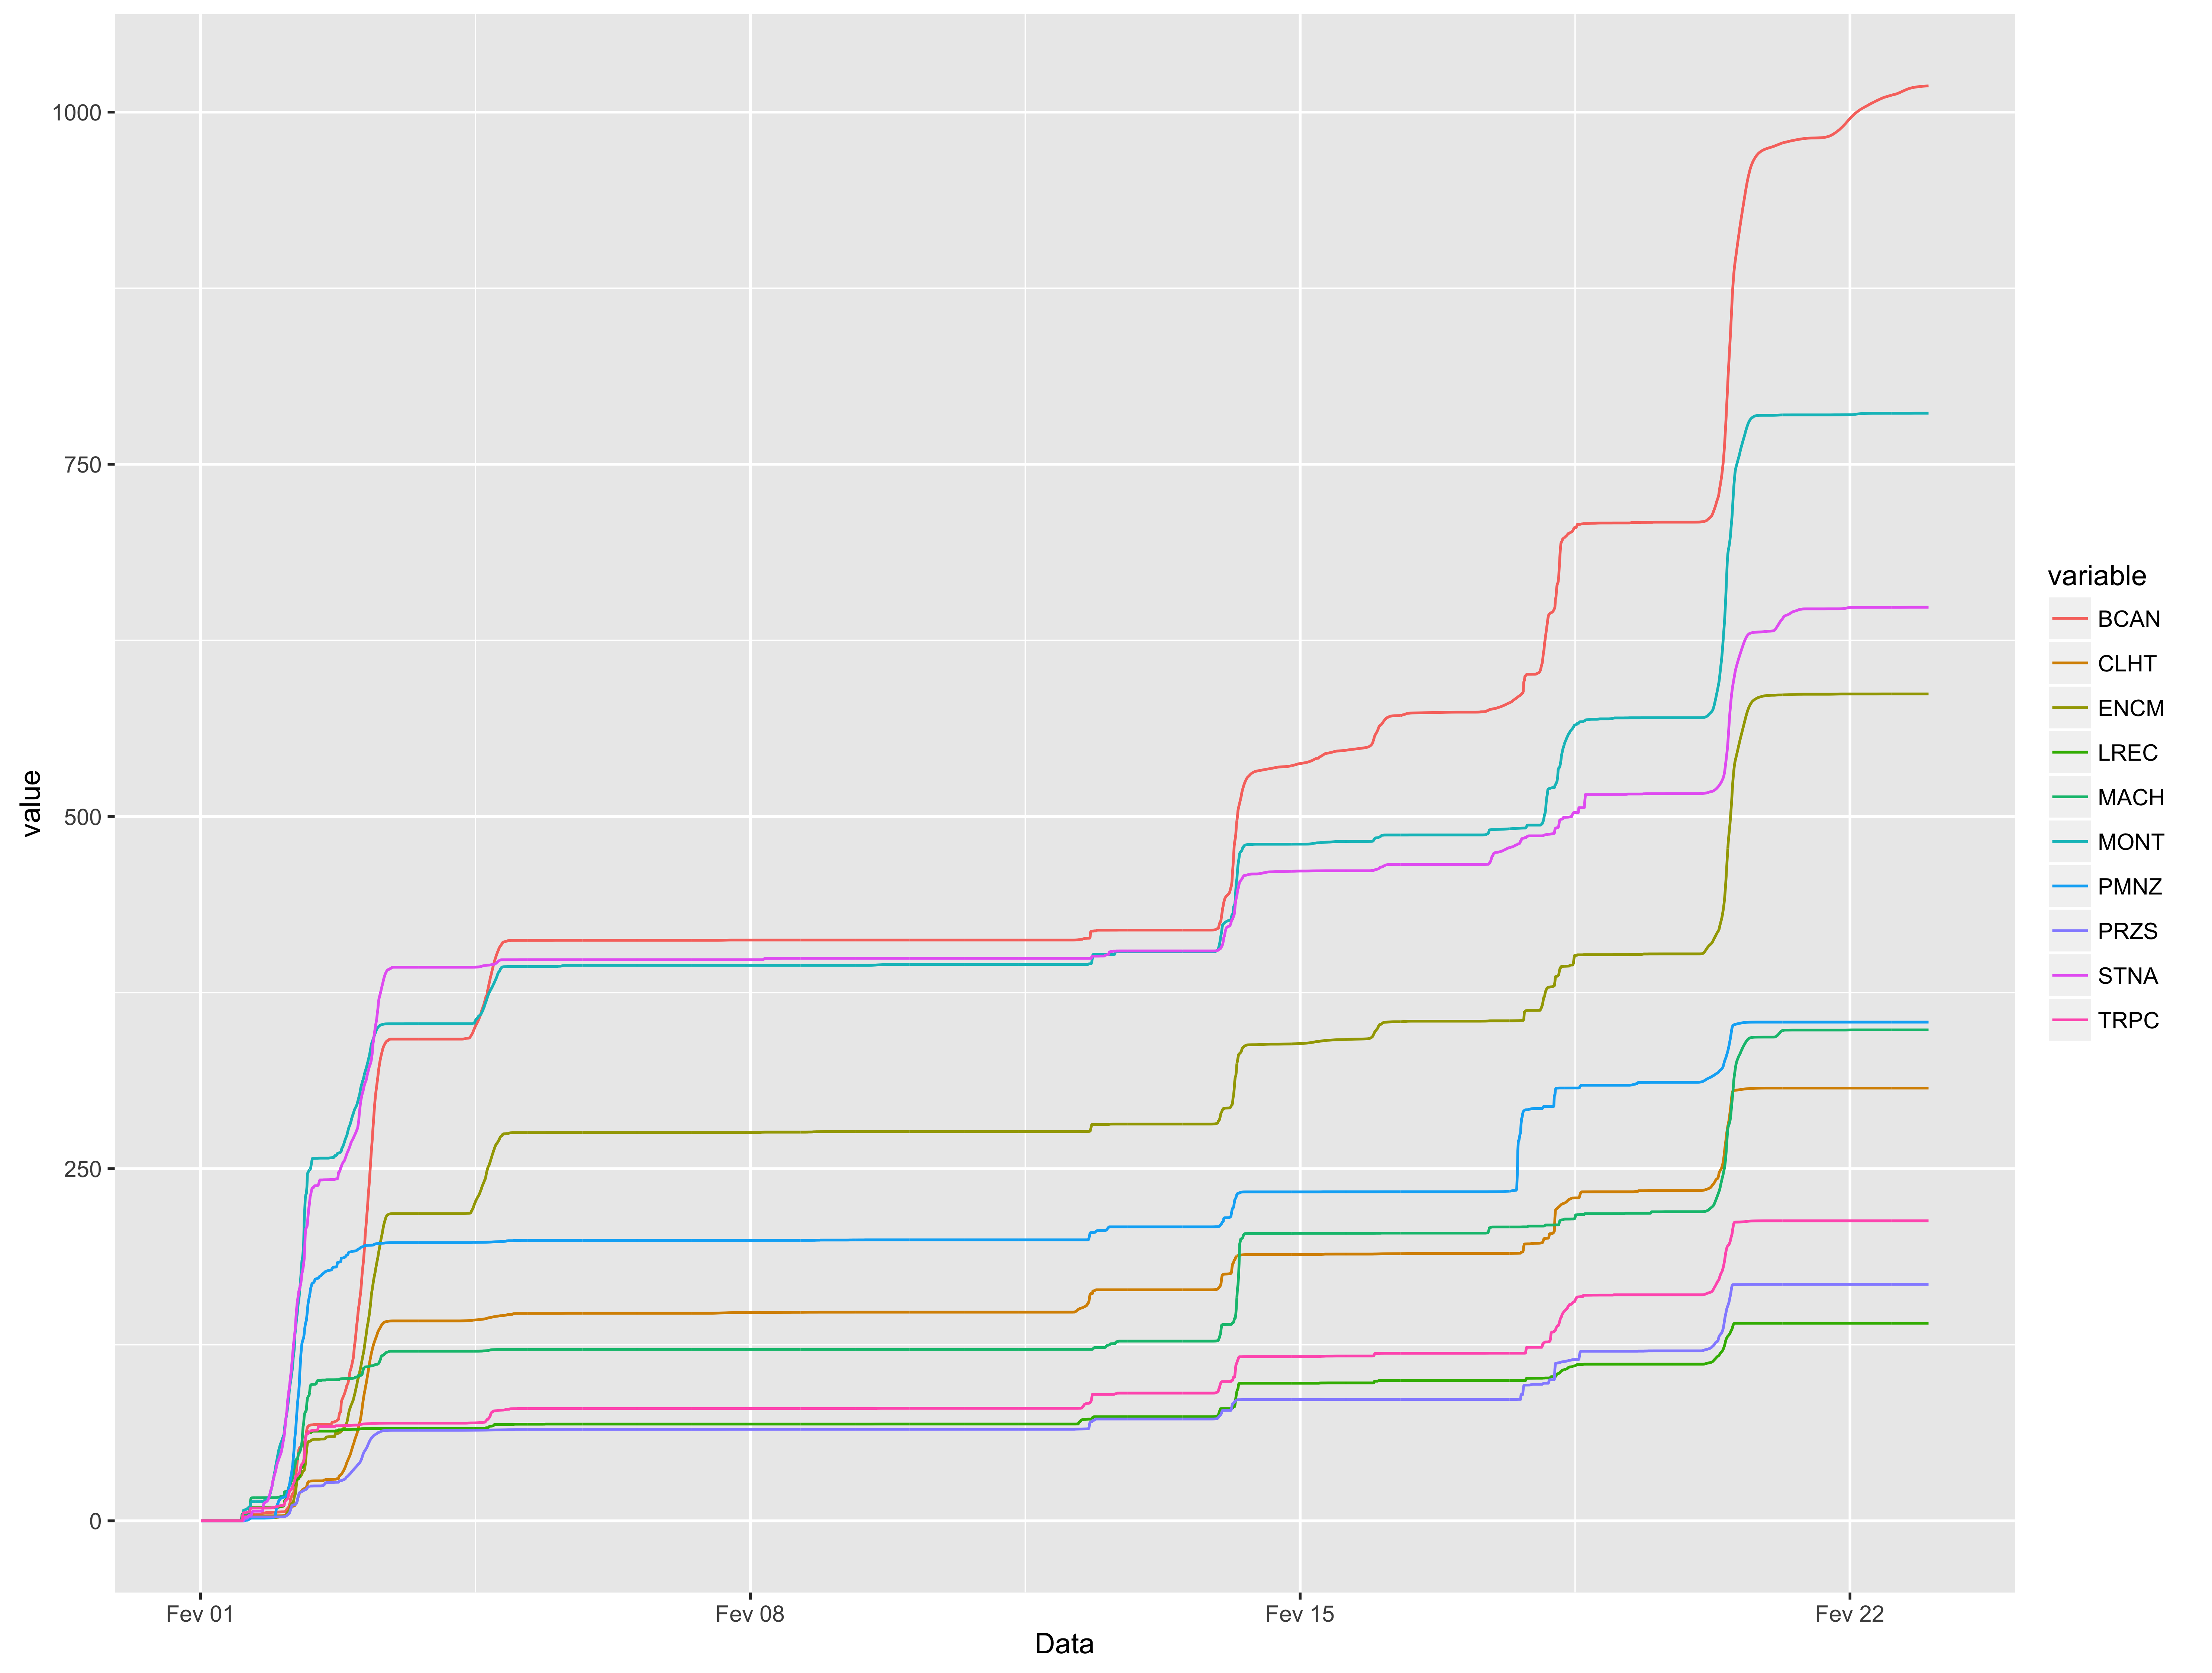 1000
750
500
250
0
value
Fev 01
Fev 08
Fev 15
Fev 22
Data
variable
BCAN
CLHT
ENCM
LREC
MACH
MONT
PMNZ
PRZS
STNA
TRPC